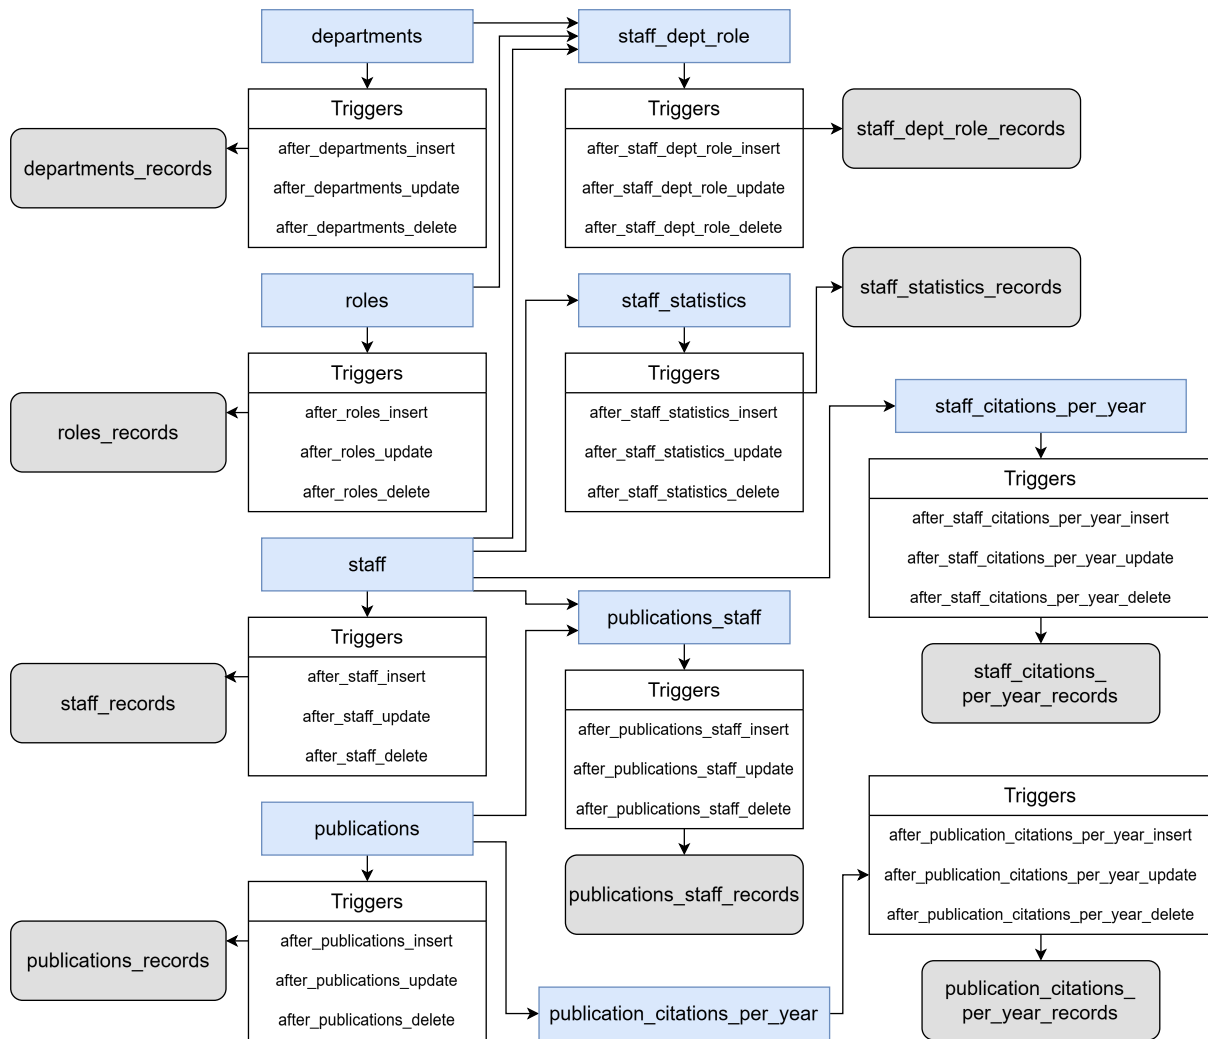 departments
Triggers
after_departments_insert
after_departments_update
after_departments_delete
departments_records
staff_dept_role
Triggers
after_staff_dept_role_insert
after_staff_dept_role_update
after_staff_dept_role_delete
staff_dept_role_records
roles
Triggers
after_roles_insert
after_roles_update
after_roles_delete
roles_records
staff_statistics
Triggers
after_staff_statistics_insert
after_staff_statistics_update
after_staff_statistics_delete
staff_statistics_records
staff_citations_per_year
Triggers
after_staff_citations_per_year_insert
after_staff_citations_per_year_update
after_staff_citations_per_year_delete
staff_citations_
per_year_records
staff
Triggers
after_staff_insert
after_staff_update
after_staff_delete
staff_records
publications_staff
Triggers
after_publications_staff_insert
after_publications_staff_update
after_publications_staff_delete
publications_staff_records
publications
Triggers
after_publications_insert
after_publications_update
after_publications_delete
publications_records
publication_citations_per_year
Triggers
after_publication_citations_per_year_insert
after_publication_citations_per_year_update
after_publication_citations_per_year_delete
publication_citations_
per_year_records